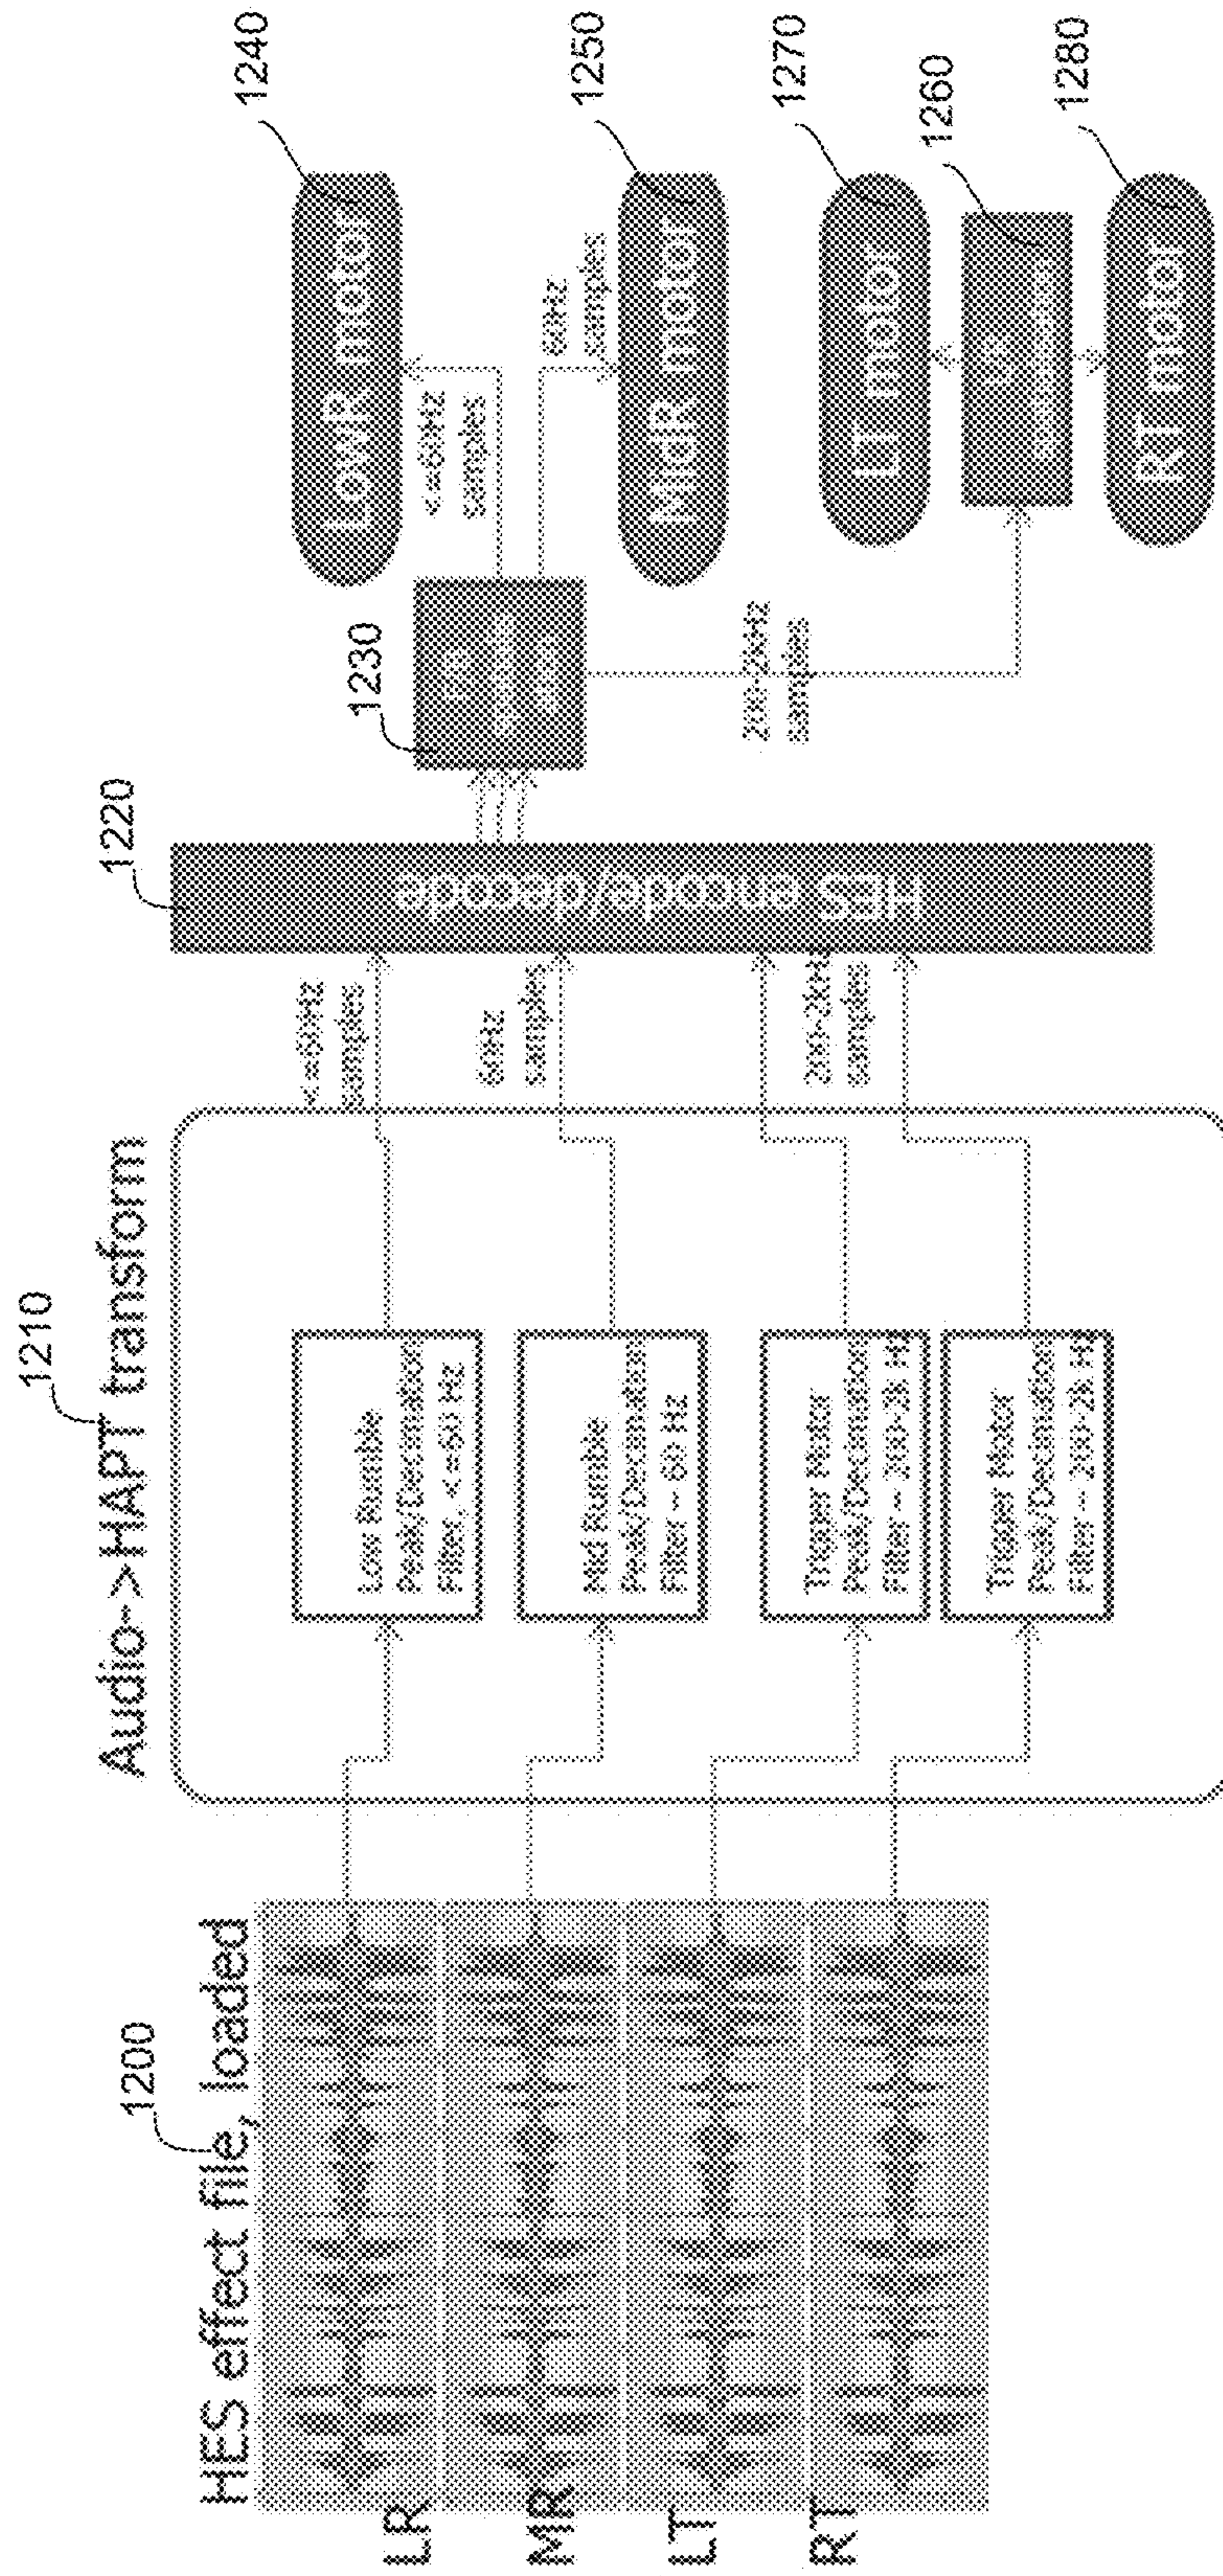 1200
HES effect file, loaded
LR
MR
LT
RT
1210
Audio->HAPT transform
Low Rumble
Peak/Decimation
Filter, <=60 Hz
Mid Rumble
Peak/Decimation
Filter ~ 60 Hz
Trigger Motor
Peak/Decimation
Filter ~ 200-2k Hz
Trigger Motor
Peak/Decimation
Filter ~ 200-2k Hz
<=60Hz
samples
60Hz
samples
200-2kHz
samples
1220
HES encode/decode
1230
<=60Hz
samples
60Hz
samples
200-2kHz
samples
1240
LowR motor
1250
MidR motor
1270
LT motor
1260
1280
RT motor